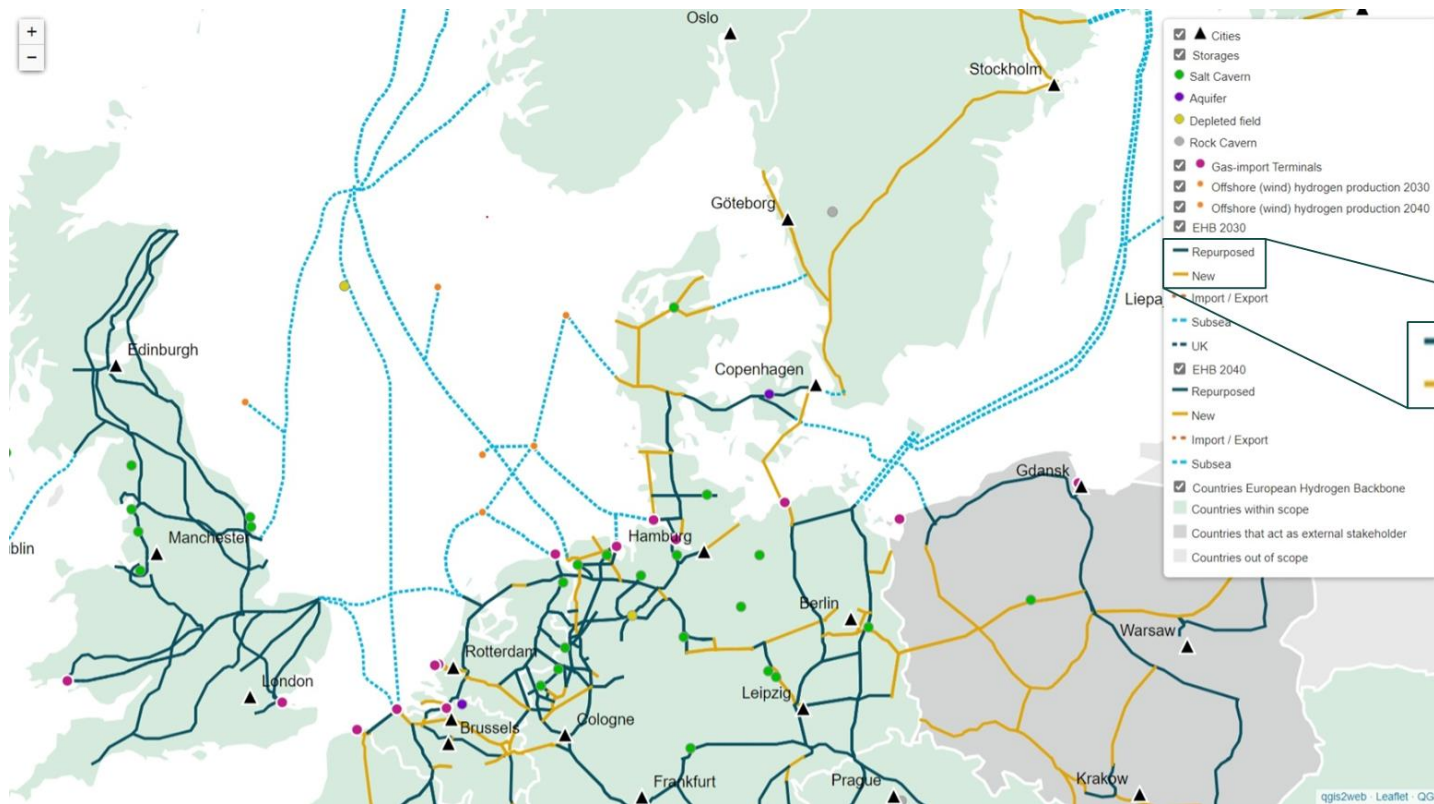 +
−
Oslo
Stockholm
Göteborg
Liepa
Edinburgh
Copenhagen
Gdansk
blin
Manchester
Hamburg
Berlin
Warsaw
Rotterdam
London
Leipzig
Brussels
Cologne
Frankfurt
Prague
Kraków
Cities
Storages
Salt Cavern
Aquifer
Depleted field
Rock Cavern
Gas-import Terminals
Offshore (wind) hydrogen production 2030
Offshore (wind) hydrogen production 2040
EHB 2030
Repurposed
New
Import / Export
Subsea
UK
EHB 2040
Repurposed
New
Import / Export
Subsea
Countries European Hydrogen Backbone
Countries within scope
Countries that act as external stakeholder
Countries out of scope
qgis2web · Leaflet · QG